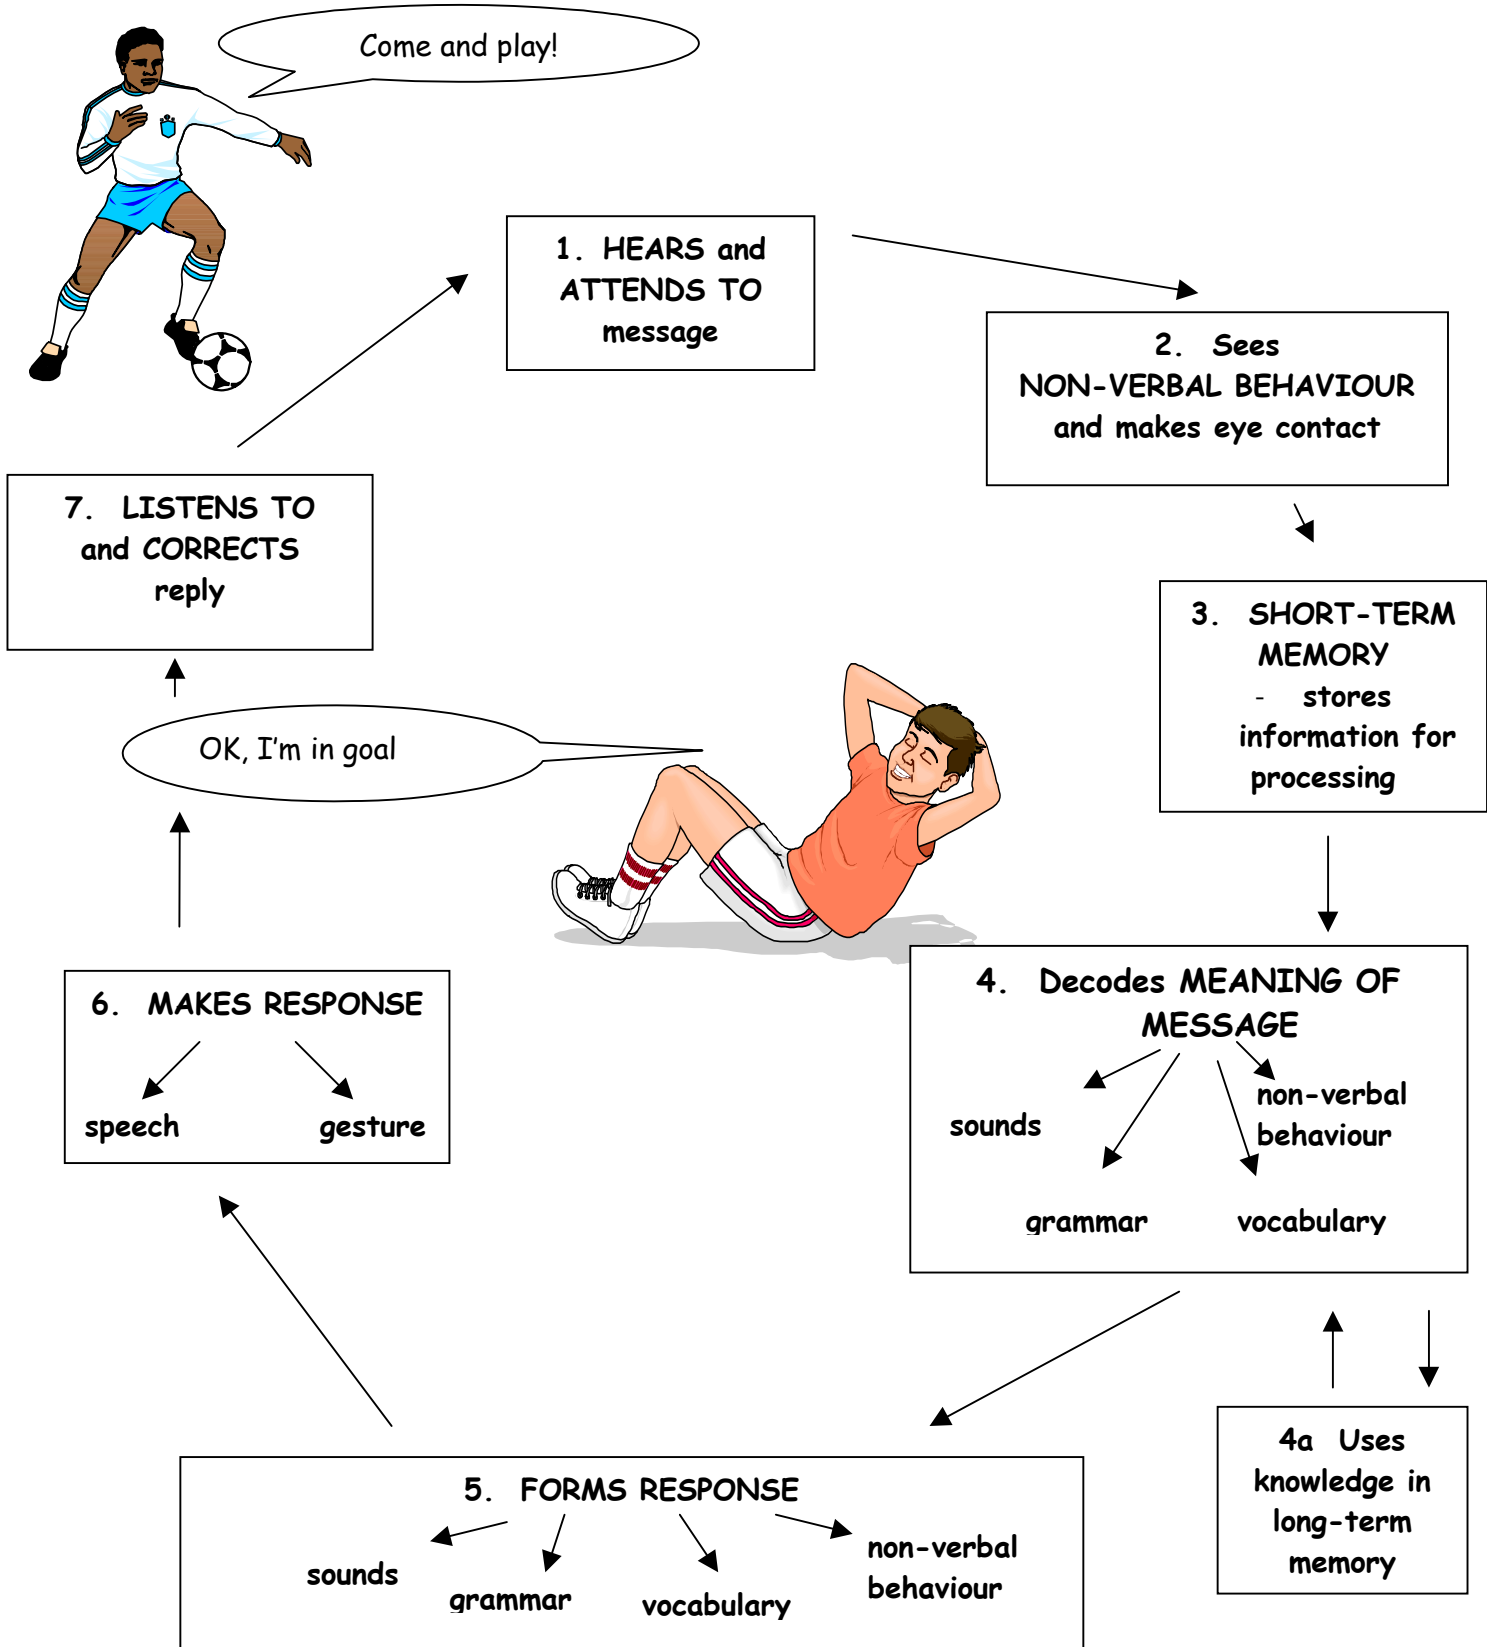 Come and play!
1. HEARS and
ATTENDS TO
message
2. Sees
NON-VERBAL BEHAVIOUR
and makes eye contact
7. LISTENS TO
and CORRECTS
reply
3. SHORT-TERM
MEMORY
- stores
information for
processing
OK, I'm in goal
4. Decodes MEANING OF
MESSAGE
sounds
non-verbal
behaviour
grammar
vocabulary
6. MAKES RESPONSE
speech
gesture
4a Uses
knowledge in
long-term
memory
5. FORMS RESPONSE
sounds
grammar
vocabulary
non-verbal
behaviour